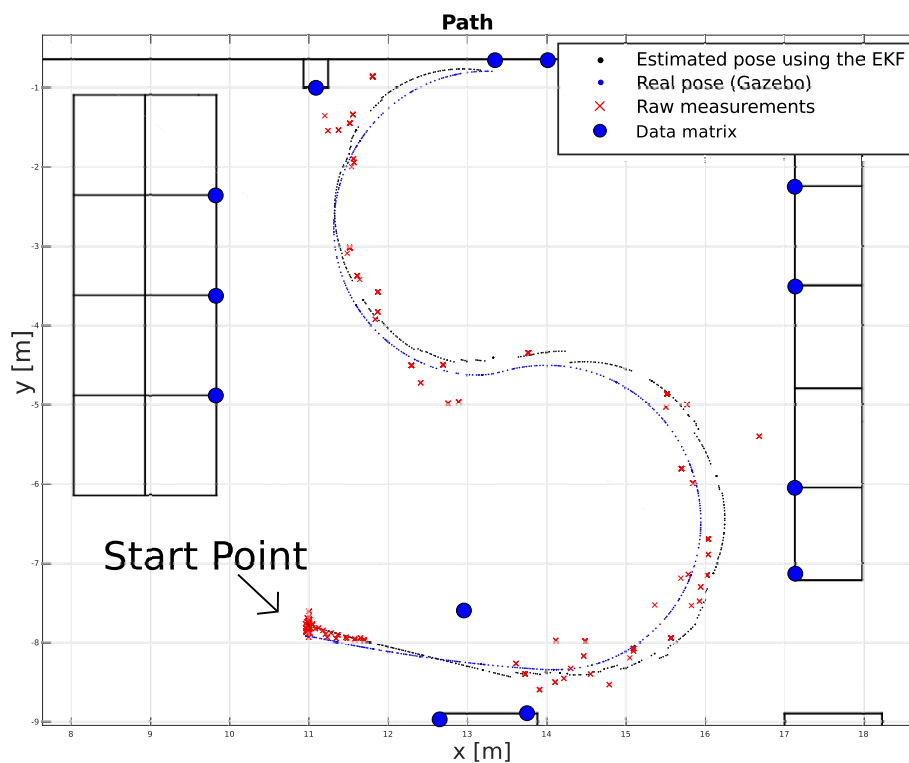 Path
Estimated pose using the EKF
Real pose (Gazebo)
Raw measurements
Data matrix
-1
-2
-3
-4
-5
-6
-7
-8
-9
y [m]
Start Point
8 9 10 11 12 13 14 15 16 17 18
x [m]